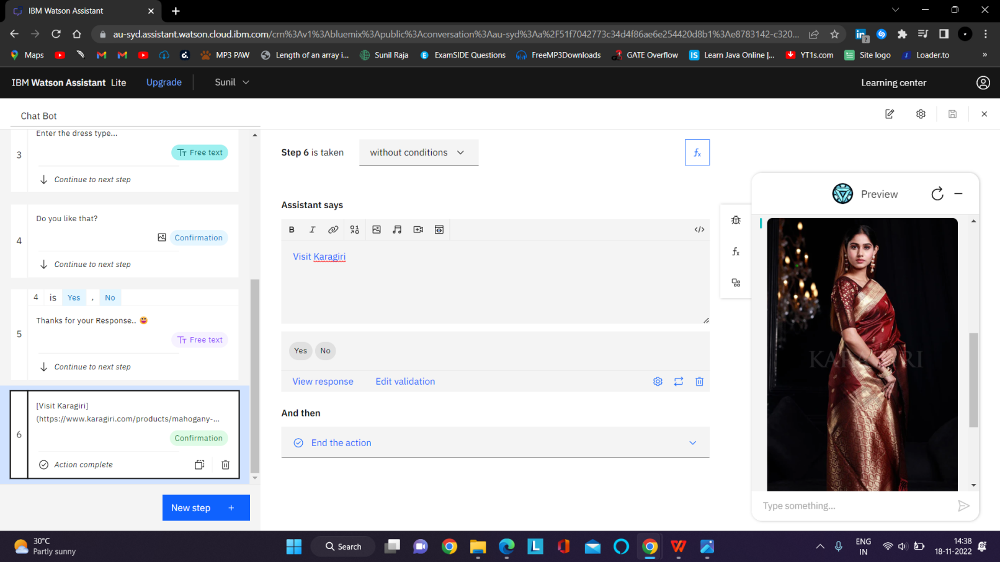 IBM Watson Assistant
au-syd.assistant.watson.cloud.ibm.com/crn%3Av1%3Abluemix%3Apublic%3Aconversation%3Aau-syd%3Aa%2F51f7042773c34d4f86ae6e254420d8b1%3Ae8783142-c320...
Maps
MP3 PAW
Length of an array i...
Sunil Raja
ExamSIDE Questions
FreeMP3Downloads
GATE Overflow
IS Learn Java Online |...
YT1s.com
Site logo
Loader.to
»
IBM Watson Assistant Lite
Upgrade
Sunil
Learning center
Chat Bot
3
Enter the dress type...
Free text
Continue to next step
4
Do you like that?
Confirmation
Continue to next step
4 is Yes , No
5
Thanks for your Response.. 😀
Free text
Continue to next step
6
[Visit Karagiri]
(https://www.karagiri.com/products/mahogany-...
Confirmation
Action complete
New step +
Step 6 is taken
without conditions
fx
Assistant says
B I
</>
Visit Karagiri
Yes No
View response
Edit validation
And then
End the action
fx
Preview
KARAGIRI
Type something...
30°C
Partly sunny
Search
ENG
IN
14:38
18-11-2022